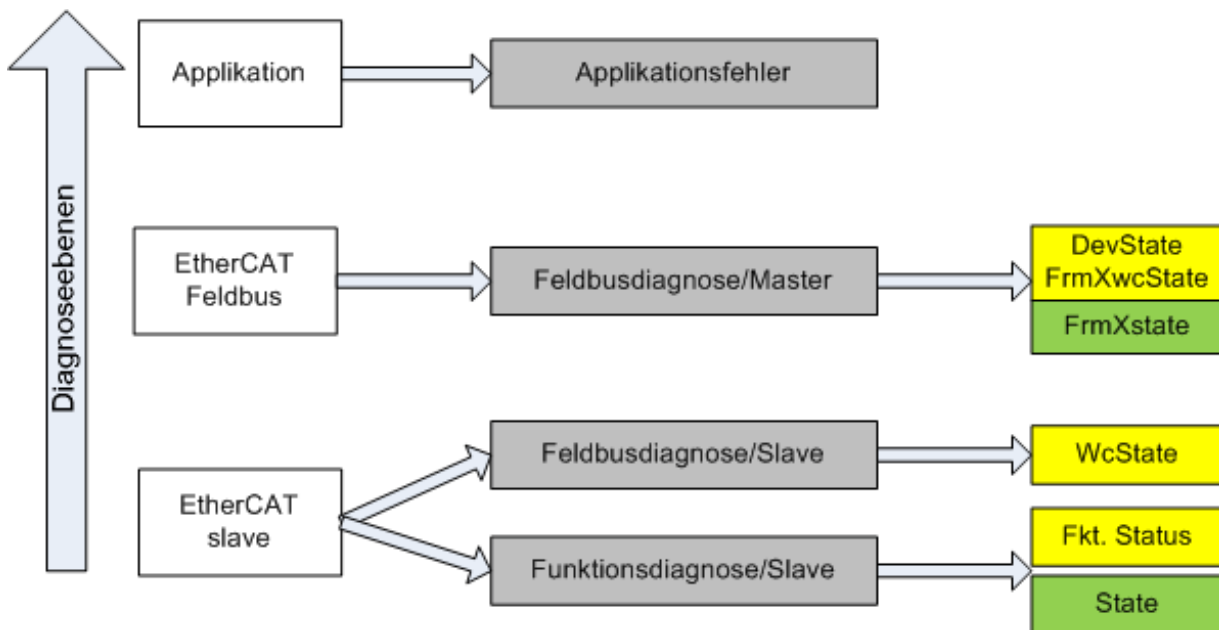 Diagnoseebenen
Applikation
Applikationsfehler
EtherCAT
Feldbus
Feldbusdiagnose/Master
DevState
FrmXwcState
FrmXstate
EtherCAT
slave
Feldbusdiagnose/Slave
WcState
Funktionsdiagnose/Slave
Fkt. Status
State